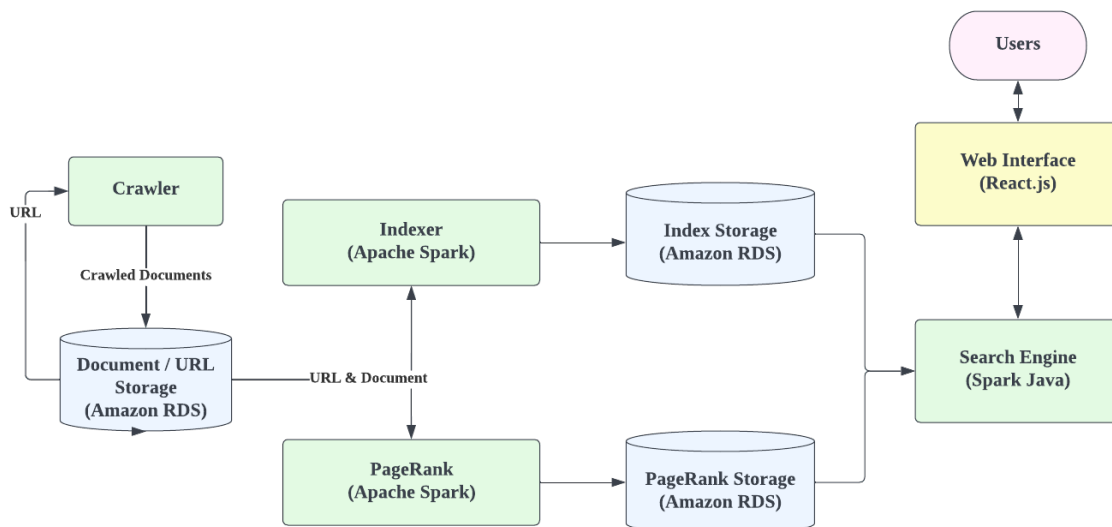 Users
Web Interface
(React.js)
Crawler
URL
Indexer
(Apache Spark)
Index Storage
(Amazon RDS)
Crawled Documents
Document / URL
Storage
(Amazon RDS)
URL & Document
Search Engine
(Spark Java)
PageRank
(Apache Spark)
PageRank Storage
(Amazon RDS)